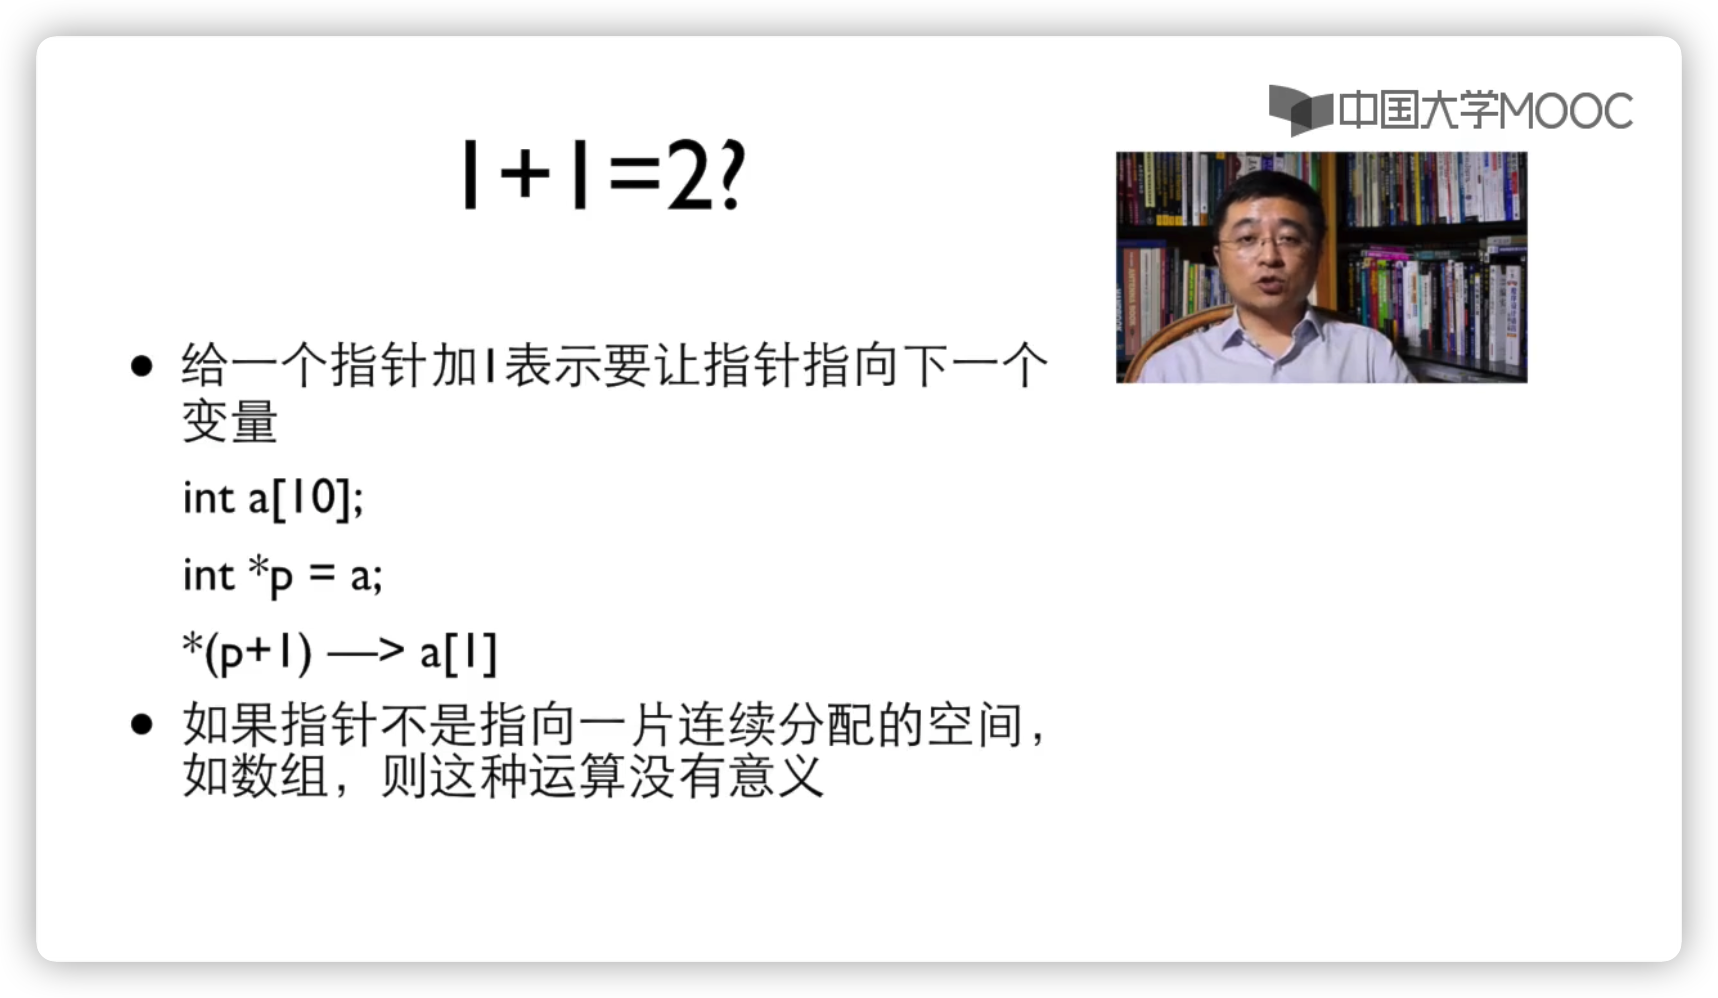 中国大学MOOC
1+1=2?
给一个指针加1表示要让指针指向下一个
变量
int a[10];
int *p = a;
*(p+1) —> a[1]
如果指针不是指向一片连续分配的空间,
如数组,则这种运算没有意义